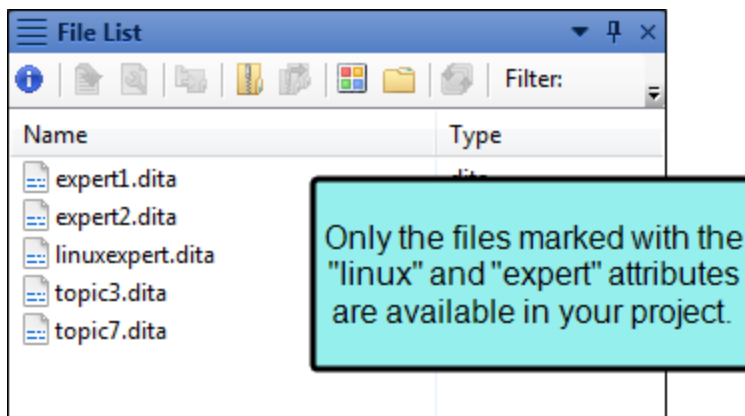 File List
Filter:
Name Type
expert1.dita dita
expert2.dita
linuxexpert.dita
topic3.dita
topic7.dita
Only the files marked with the
"linux" and "expert" attributes
are available in your project.